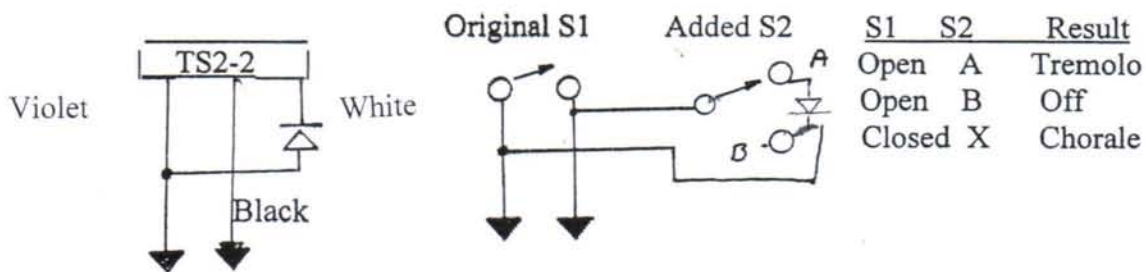 TS2-2
Violet
White
Black
Original S1
Added S2
A
B
S1 S2 Result
Open A Tremolo
Open B Off
Closed X Chorale